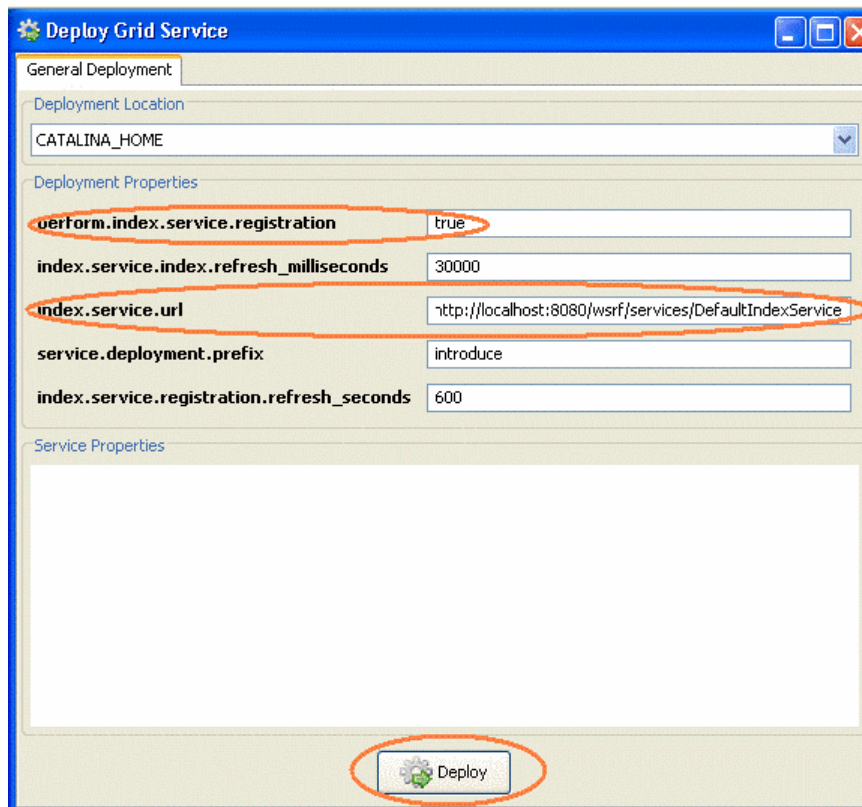 Deploy Grid Service
General Deployment
Deployment Location
CATALINA_HOME
Deployment Properties
perform.index.service.registration true
index.service.index.refresh_milliseconds 30000
index.service.url http://localhost:8080/wsrf/services/DefaultIndexService
service.deployment.prefix introduce
index.service.registration.refresh_seconds 600
Service Properties
Deploy